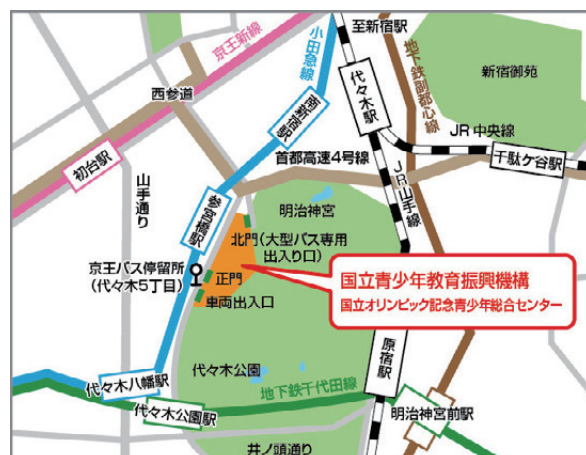 京王新線
小田急線
至新宿駅
地下鉄副都心線
新宿御苑
代々木駅
西参道
南新宿駅
JR中央線
千駄ケ谷駅
初台駅
山手通り
首都高速4号線
JR山手線
参宮橋駅
明治神宮
北門(大型バス専用
出入り口)
京王バス停留所
(代々木5丁目)
正門
車両出入口
国立青少年教育振興機構
国立オリンピック記念青少年総合センター
原宿駅
代々木公園
代々木八幡駅
地下鉄千代田線
代々木公園駅
明治神宮前駅
井ノ頭通り